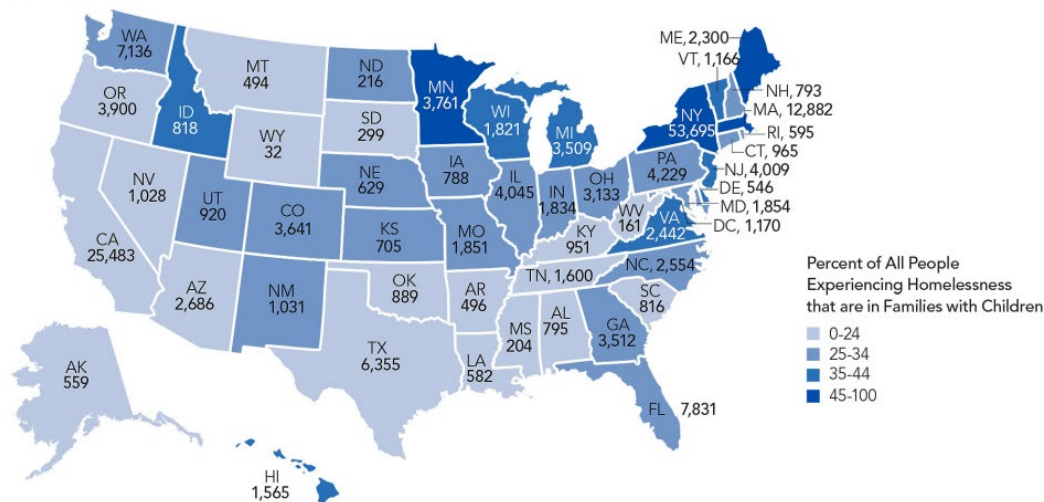 WA
7,136
MT
494
ND
216
MN
3,761
ME, 2,300
VT, 1,166
OR
3,900
ID
818
WY
32
SD
299
WI
1,821
MI
3,509
NY
53,695
NH, 793
MA, 12,882
RI, 595
CT, 965
NJ, 4,009
DE, 546
MD, 1,854
DC, 1,170
NV
1,028
UT
920
CO
3,641
NE
629
IA
788
IL
4,045
IN
1,834
OH
3,133
PA
4,229
WV
161
VA
2,442
CA
25,483
KS
705
MO
1,851
KY
951
NC, 2,554
TN, 1,600
AZ
2,686
NM
1,031
OK
889
AR
496
SC
816
MS
204
AL
795
GA
3,512
TX
6,355
LA
582
FL
7,831
AK
559
HI
1,565
Percent of All People
Experiencing Homelessness
that are in Families with Children
0-24
25-34
35-44
45-100